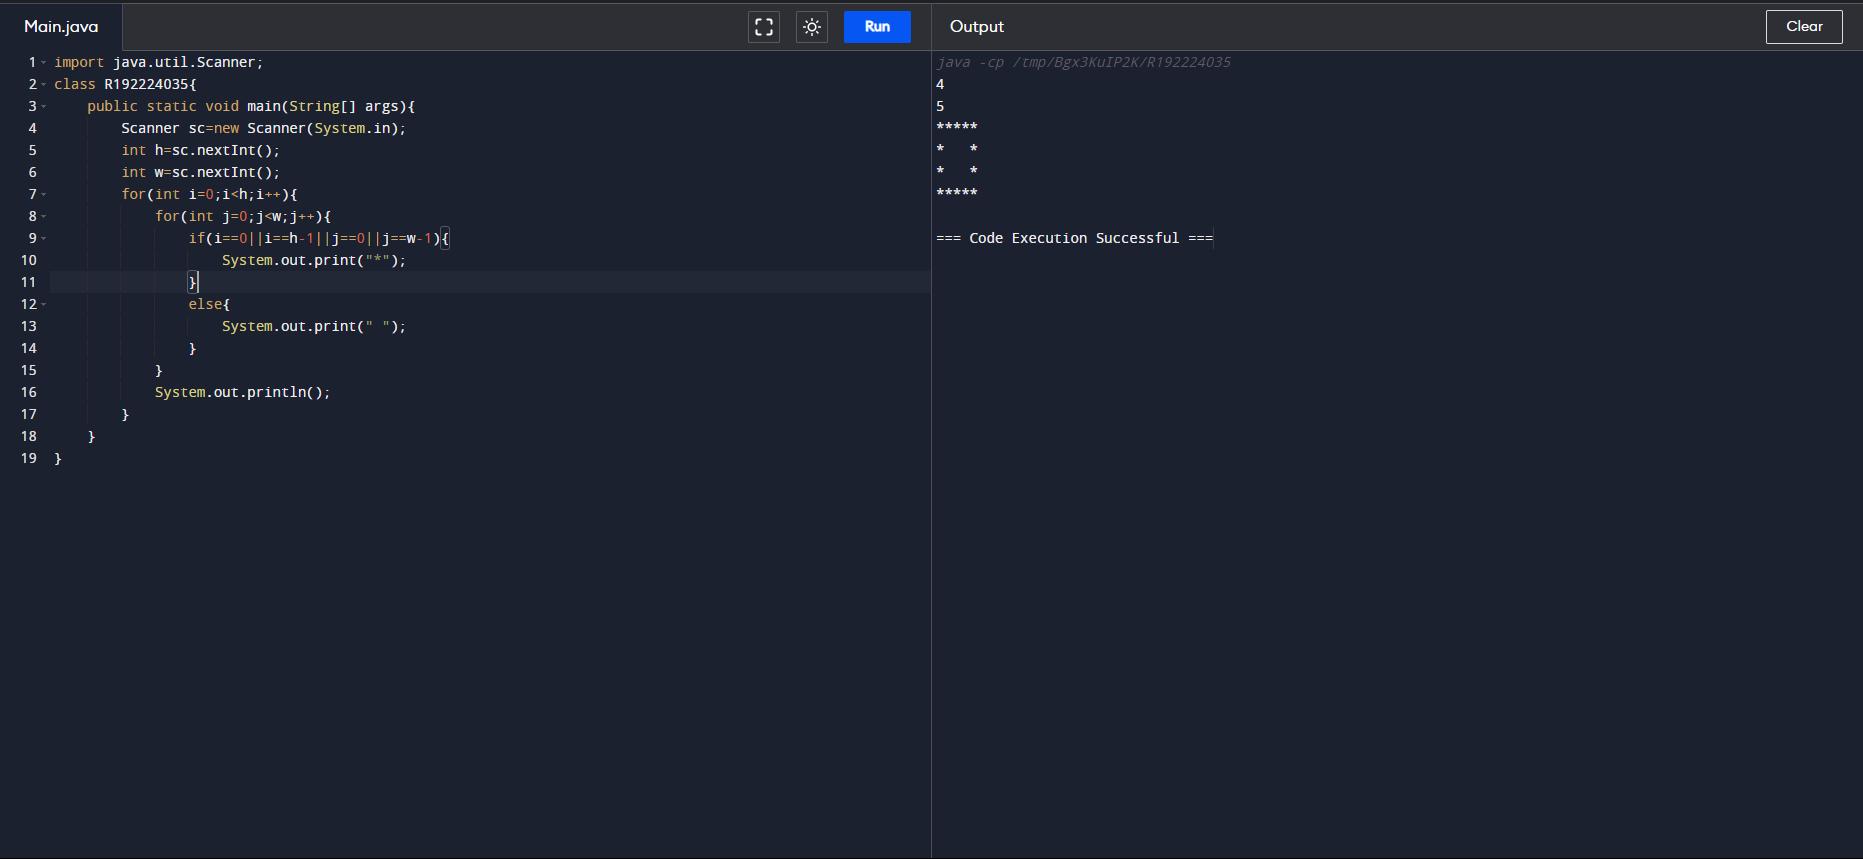 Main.java
Run
Output
Clear
1 import java.util.Scanner;
2 class R192224035{
3     public static void main(String[] args){
4         Scanner sc=new Scanner(System.in);
5         int h=sc.nextInt();
6         int w=sc.nextInt();
7         for(int i=0;i<h;i++){
8             for(int j=0;j<w;j++){
9                 if(i==0||i==h-1||j==0||j==w-1){
10                     System.out.print("*");
11                 }
12                 else{
13                     System.out.print(" ");
14                 }
15             }
16             System.out.println();
17         }
18     }
19 }
java -cp /tmp/Bgx3KuIP2K/R192224035
4
5
*****
*   *
*   *
*****
=== Code Execution Successful ===